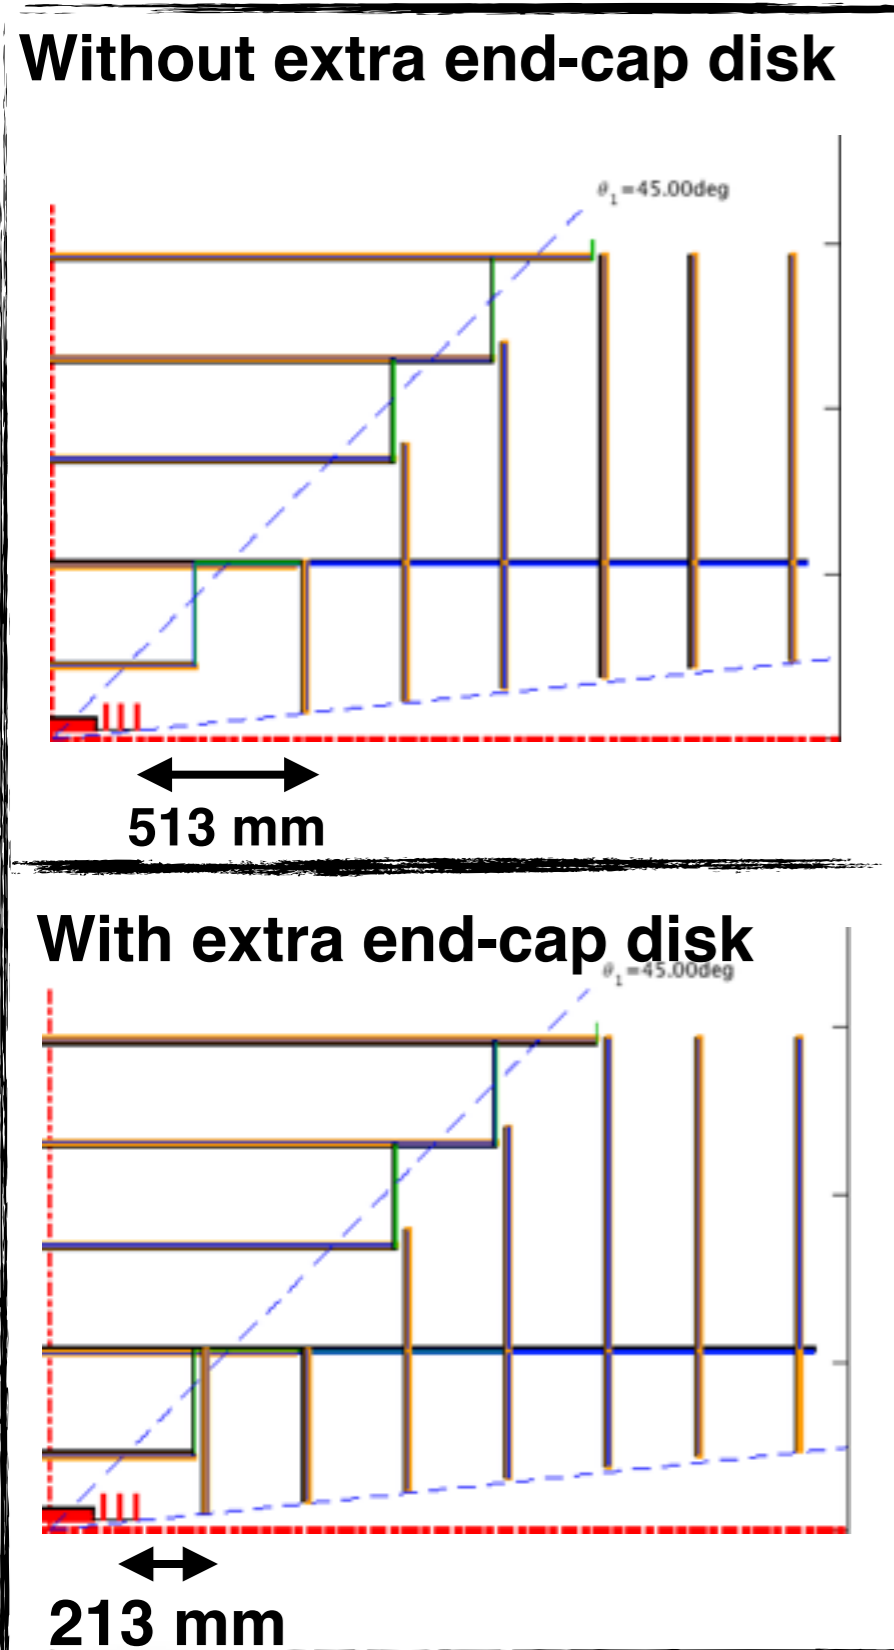 Without extra end-cap disk
θ₁=45.00deg
513 mm
With extra end-cap disk
θ₁=45.00deg
213 mm